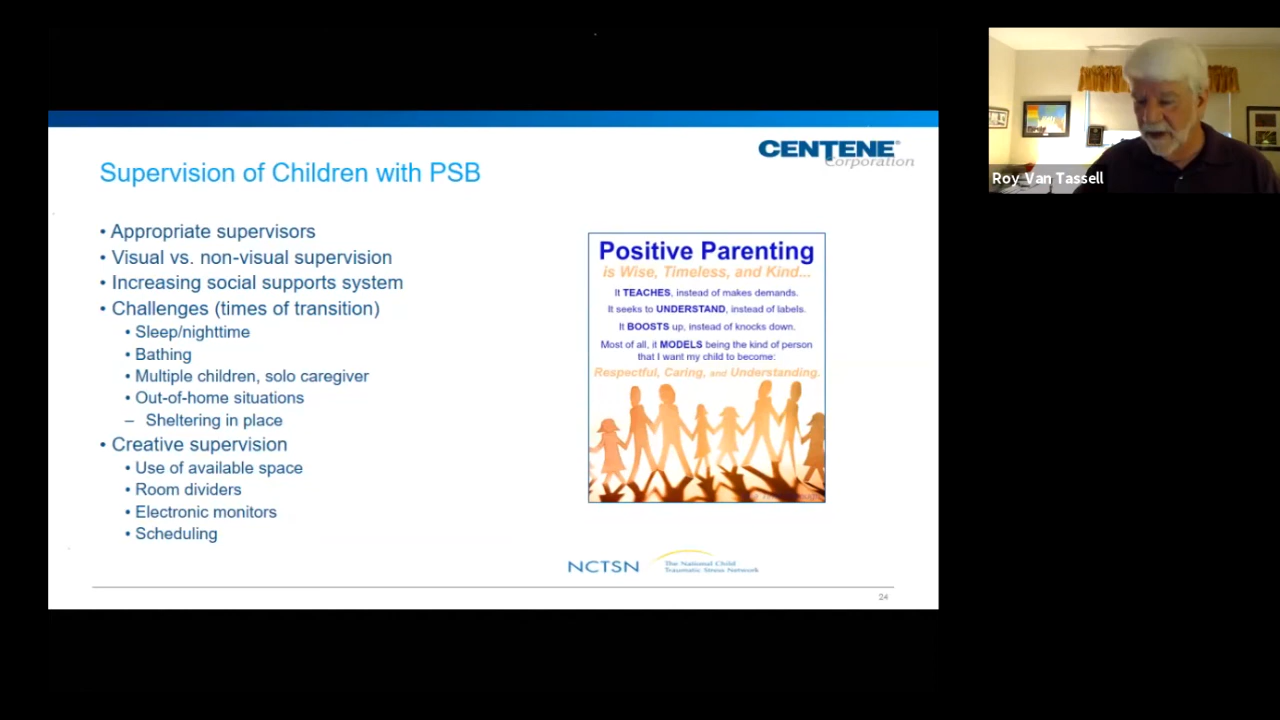 CENTENE
Corporation
Supervision of Children with PSB
• Appropriate supervisors
• Visual vs. non-visual supervision
• Increasing social supports system
• Challenges (times of transition)
• Sleep/nighttime
• Bathing
• Multiple children, solo caregiver
• Out-of-home situations
– Sheltering in place
• Creative supervision
• Use of available space
• Room dividers
• Electronic monitors
• Scheduling
Positive Parenting
is Wise, Timeless, and Kind...
It TEACHES, instead of makes demands.
It seeks to UNDERSTAND, instead of labels.
It BOOSTS up, instead of knocks down.
Most of all, it MODELS being the kind of person
that I want my child to become:
Respectful, Caring, and Understanding.
NCTSN
The National Child
Traumatic Stress Network
24
Roy Van Tassell